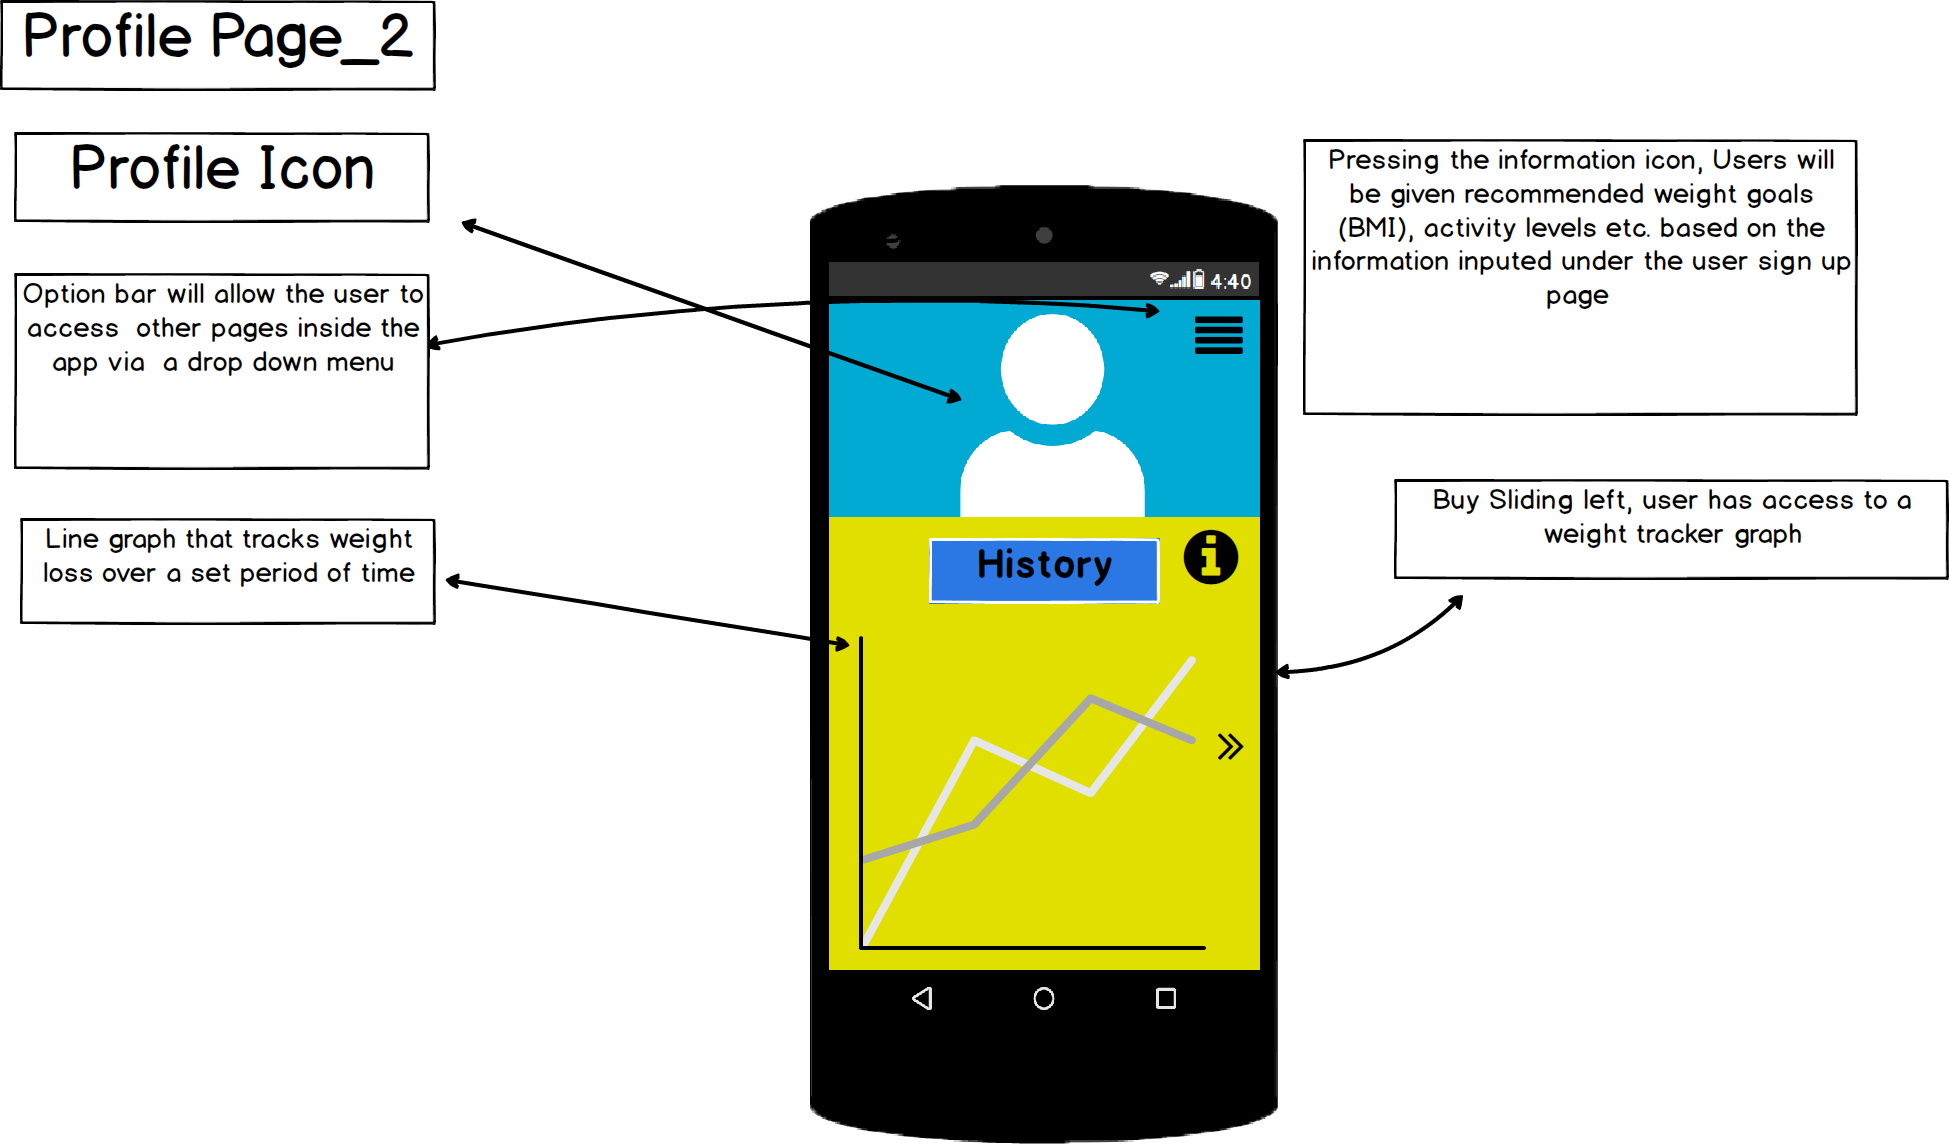 Profile Page_2
Profile Icon
Option bar will allow the user to
access other pages inside the
app via a drop down menu
Line graph that tracks weight
loss over a set period of time
4:40
History
Pressing the information icon, Users will
be given recommended weight goals
(BMI), activity levels etc. based on the
information inputed under the user sign up
page
Buy Sliding left, user has access to a
weight tracker graph